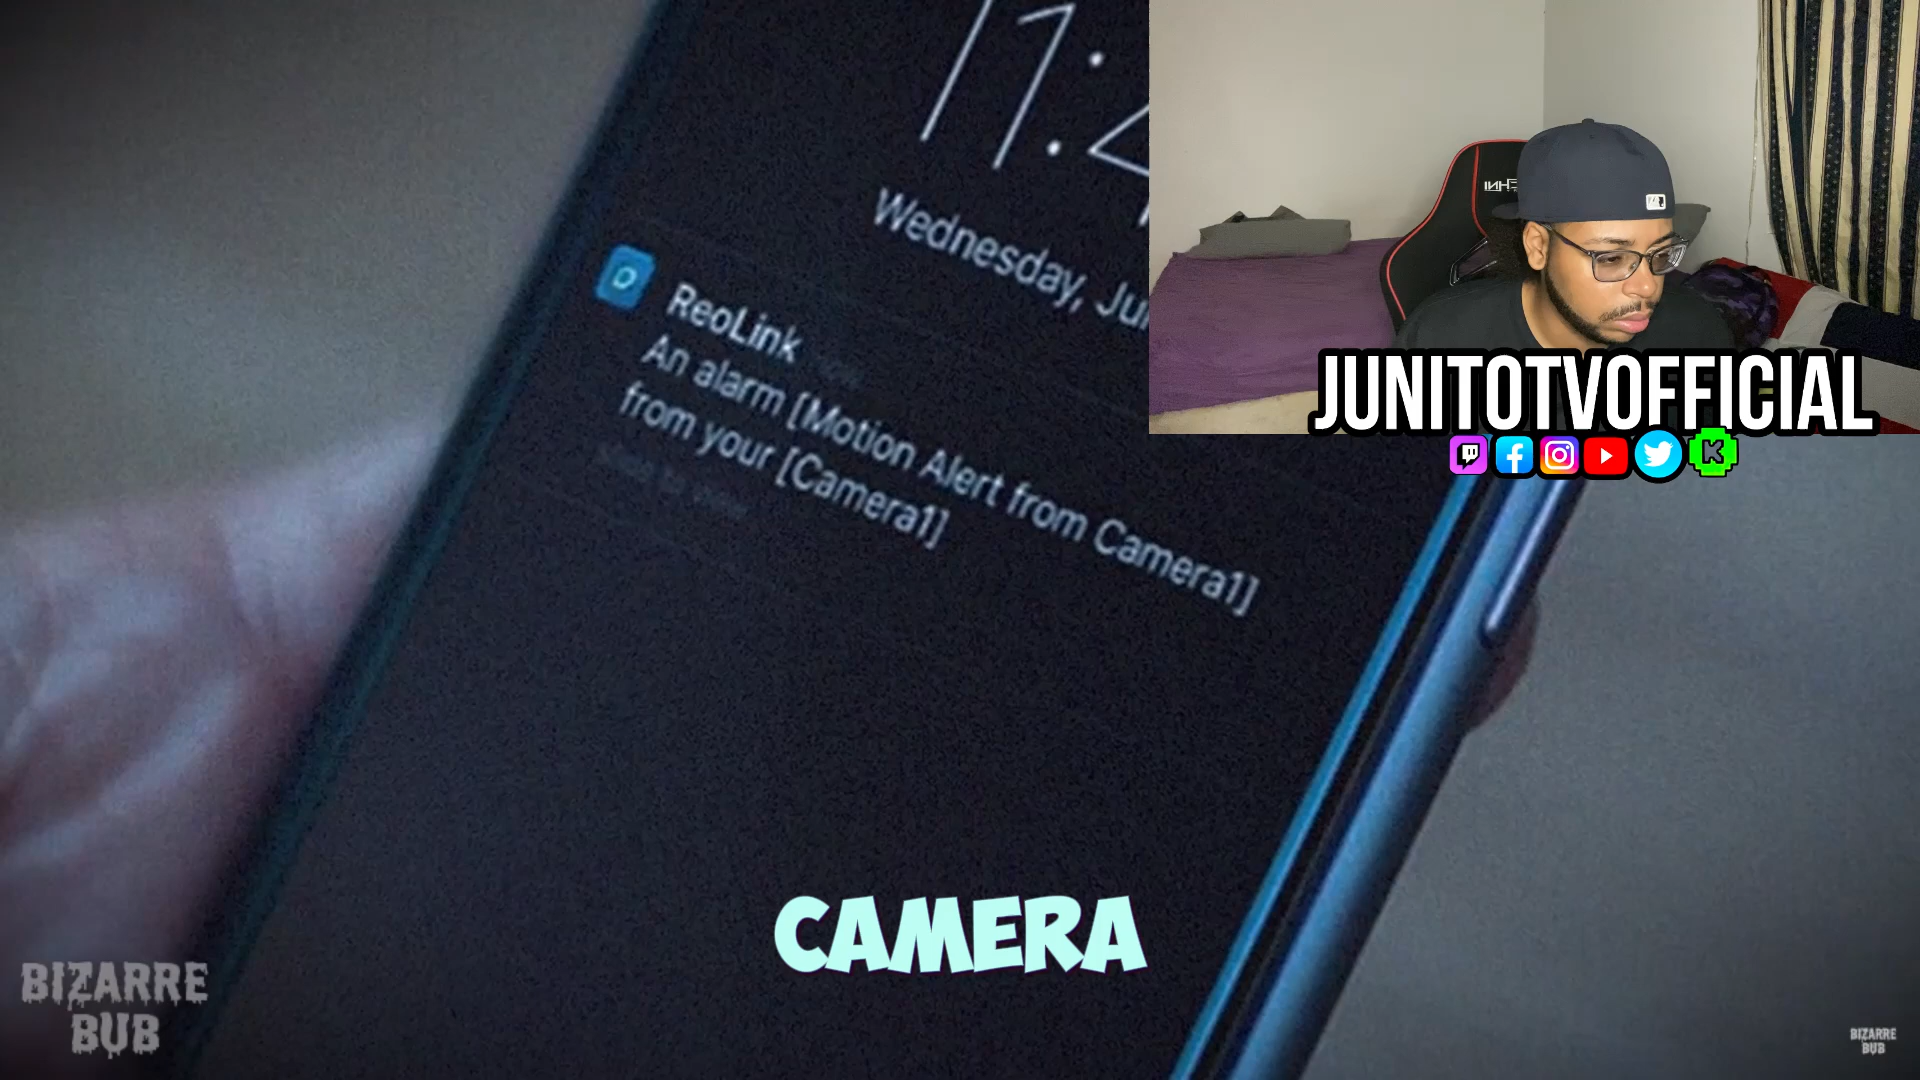 11:
Wednesday, Ju
ReoLink now
An alarm [Motion Alert from Camera1]
from your [Camera1]
JUNITOTVOFFICIAL
CAMERA
BIZARRE
BUB
BIZARRE
BUB